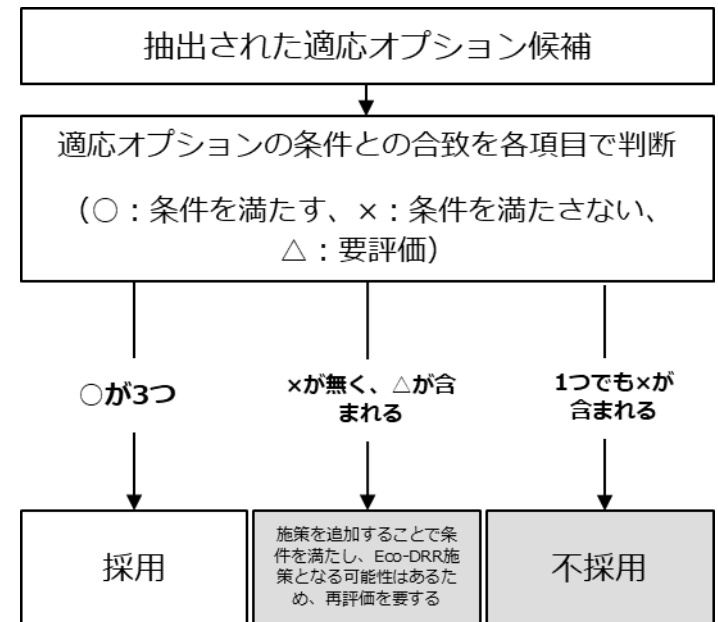 抽出された適応オプション候補
適応オプションの条件との合致を各項目で判断
（○：条件を満たす、×：条件を満たさない、
△：要評価）
○が3つ
×が無く、△が含
まれる
1つでも×が
含まれる
採用
施策を追加することで条
件を満たし、Eco-DRR施
策となる可能性はあるた
め、再評価を要する
不採用